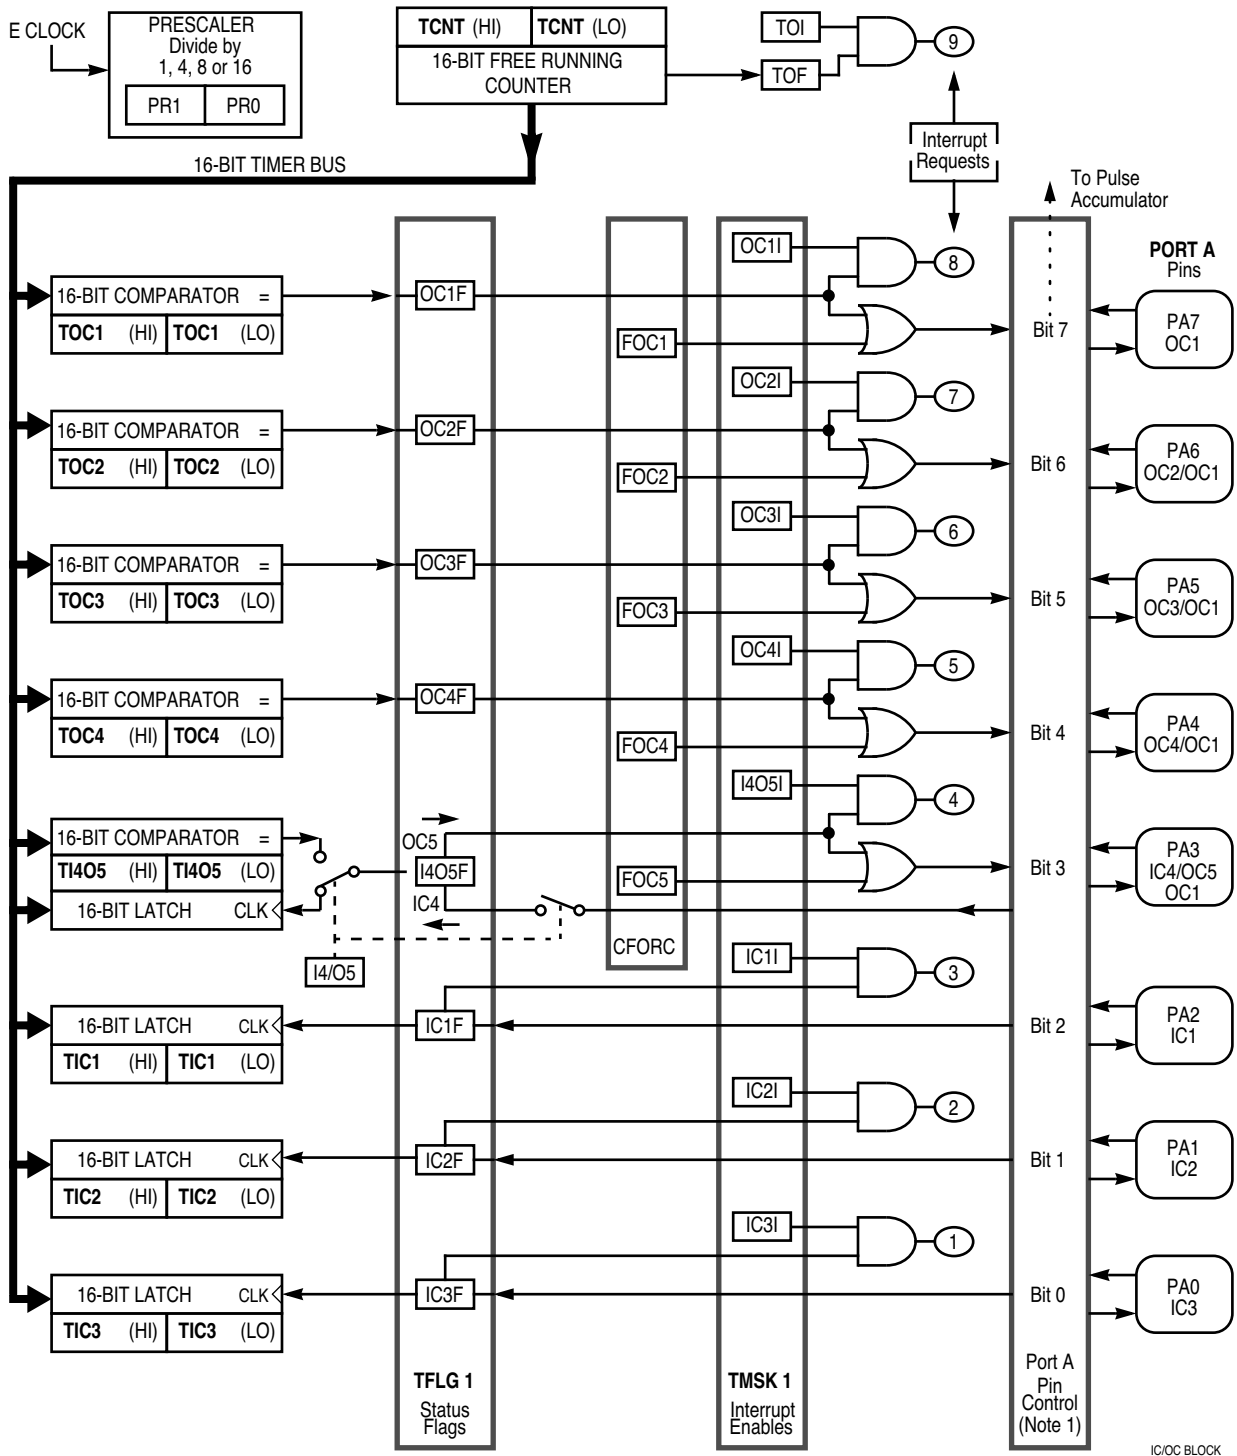 E CLOCK
PRESCALER
Divide by
1, 4, 8 or 16
PR1 PR0
TCNT (HI) TCNT (LO)
16-BIT FREE RUNNING
COUNTER
TOI
TOF
9
Interrupt
Requests
16-BIT TIMER BUS
To Pulse
Accumulator
PORT A
Pins
OC1I
8
16-BIT COMPARATOR =
TOC1 (HI) TOC1 (LO)
OC1F
FOC1
Bit 7
PA7
OC1
OC2I
7
16-BIT COMPARATOR =
TOC2 (HI) TOC2 (LO)
OC2F
FOC2
Bit 6
PA6
OC2/OC1
OC3I
6
16-BIT COMPARATOR =
TOC3 (HI) TOC3 (LO)
OC3F
FOC3
Bit 5
PA5
OC3/OC1
OC4I
5
16-BIT COMPARATOR =
TOC4 (HI) TOC4 (LO)
OC4F
FOC4
Bit 4
PA4
OC4/OC1
I4O5I
4
16-BIT COMPARATOR =
TI4O5 (HI) TI4O5 (LO)
16-BIT LATCH CLK
OC5
I4O5F
IC4
FOC5
Bit 3
PA3
IC4/OC5
OC1
I4/O5
CFORC
IC1I
3
16-BIT LATCH CLK
TIC1 (HI) TIC1 (LO)
IC1F
Bit 2
PA2
IC1
IC2I
2
16-BIT LATCH CLK
TIC2 (HI) TIC2 (LO)
IC2F
Bit 1
PA1
IC2
IC3I
1
16-BIT LATCH CLK
TIC3 (HI) TIC3 (LO)
IC3F
Bit 0
PA0
IC3
TFLG 1
Status
Flags
TMSK 1
Interrupt
Enables
Port A
Pin
Control
(Note 1)
IC/OC BLOCK